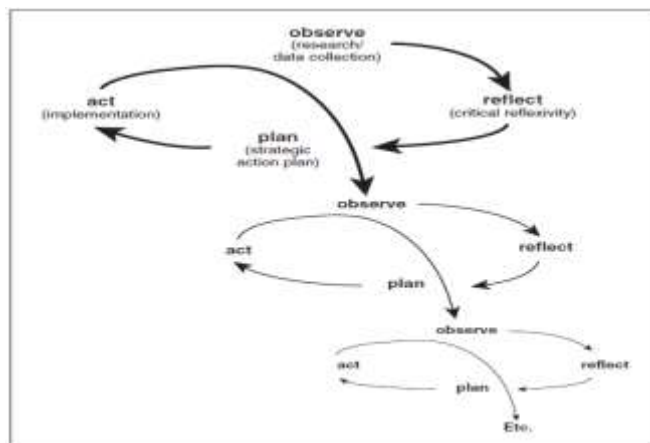 observe
(research/
data collection)
act
(implementation)
reflect
(critical reflexivity)
plan
(strategic
action plan)
observe
act
reflect
plan
observe
act
reflect
plan
Etc.